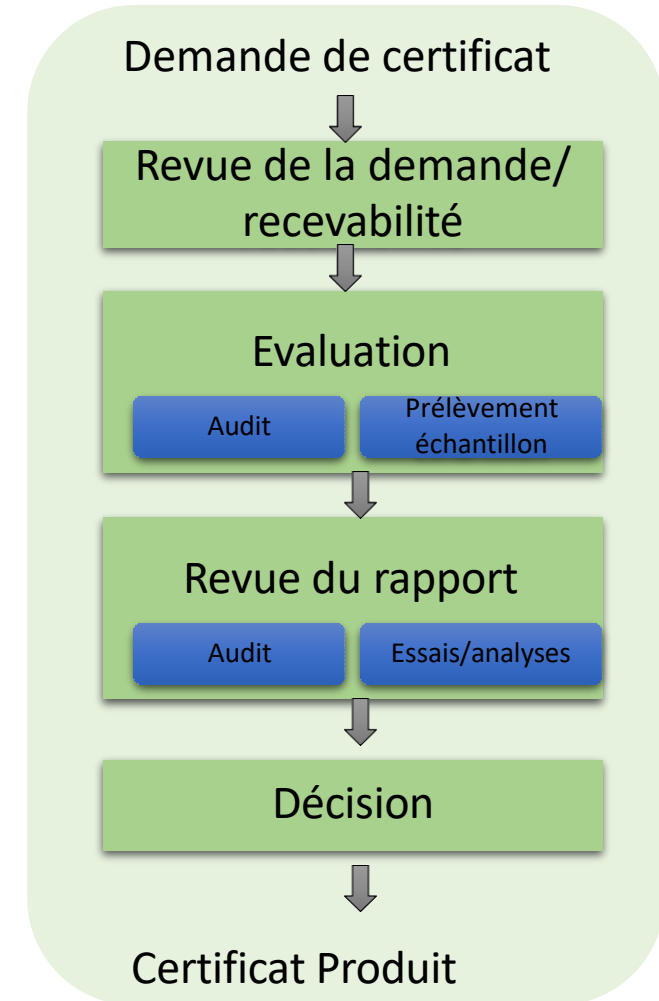 Demande de certificat
Revue de la demande/
recevabilité
Evaluation
Audit
Prélèvement
échantillon
Revue du rapport
Audit
Essais/analyses
Décision
Certificat Produit